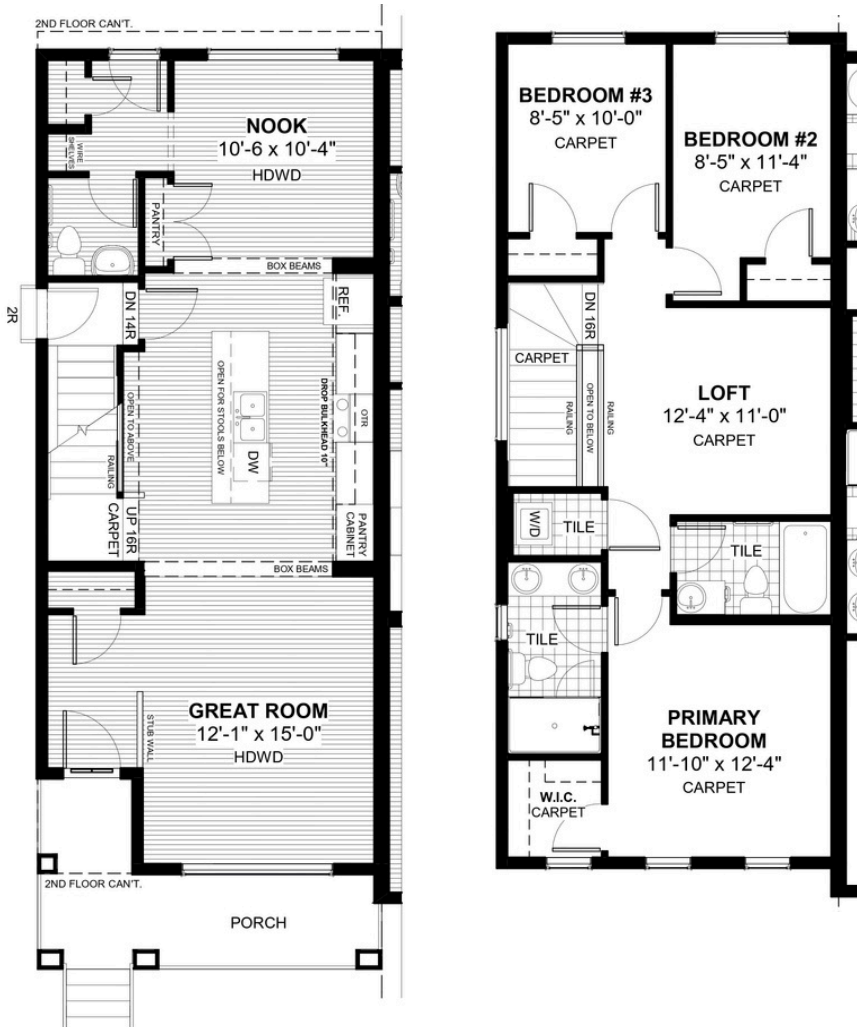 2ND FLOOR CAN'T.
NOOK
10'-6 x 10'-4"
HDWD
WIRE
SHELVES
PANTRY
BOX BEAMS
2R
DN 14R
REF.
OPEN TO ABOVE
RAILING
OPEN FOR STOOLS BELOW
DROP BULKHEAD 10"
OTR
DW
CARPET
UP 16R
PANTRY
CABINET
BOX BEAMS
GREAT ROOM
12'-1" x 15'-0"
HDWD
STUB WALL
2ND FLOOR CAN'T.
PORCH
BEDROOM #3
8'-5" x 10'-0"
CARPET
BEDROOM #2
8'-5" x 11'-4"
CARPET
DN 16R
CARPET
RAILING
OPEN TO BELOW
RAILING
LOFT
12'-4" x 11'-0"
CARPET
W/D
TILE
TILE
TILE
PRIMARY
BEDROOM
11'-10" x 12'-4"
CARPET
W.I.C.
CARPET